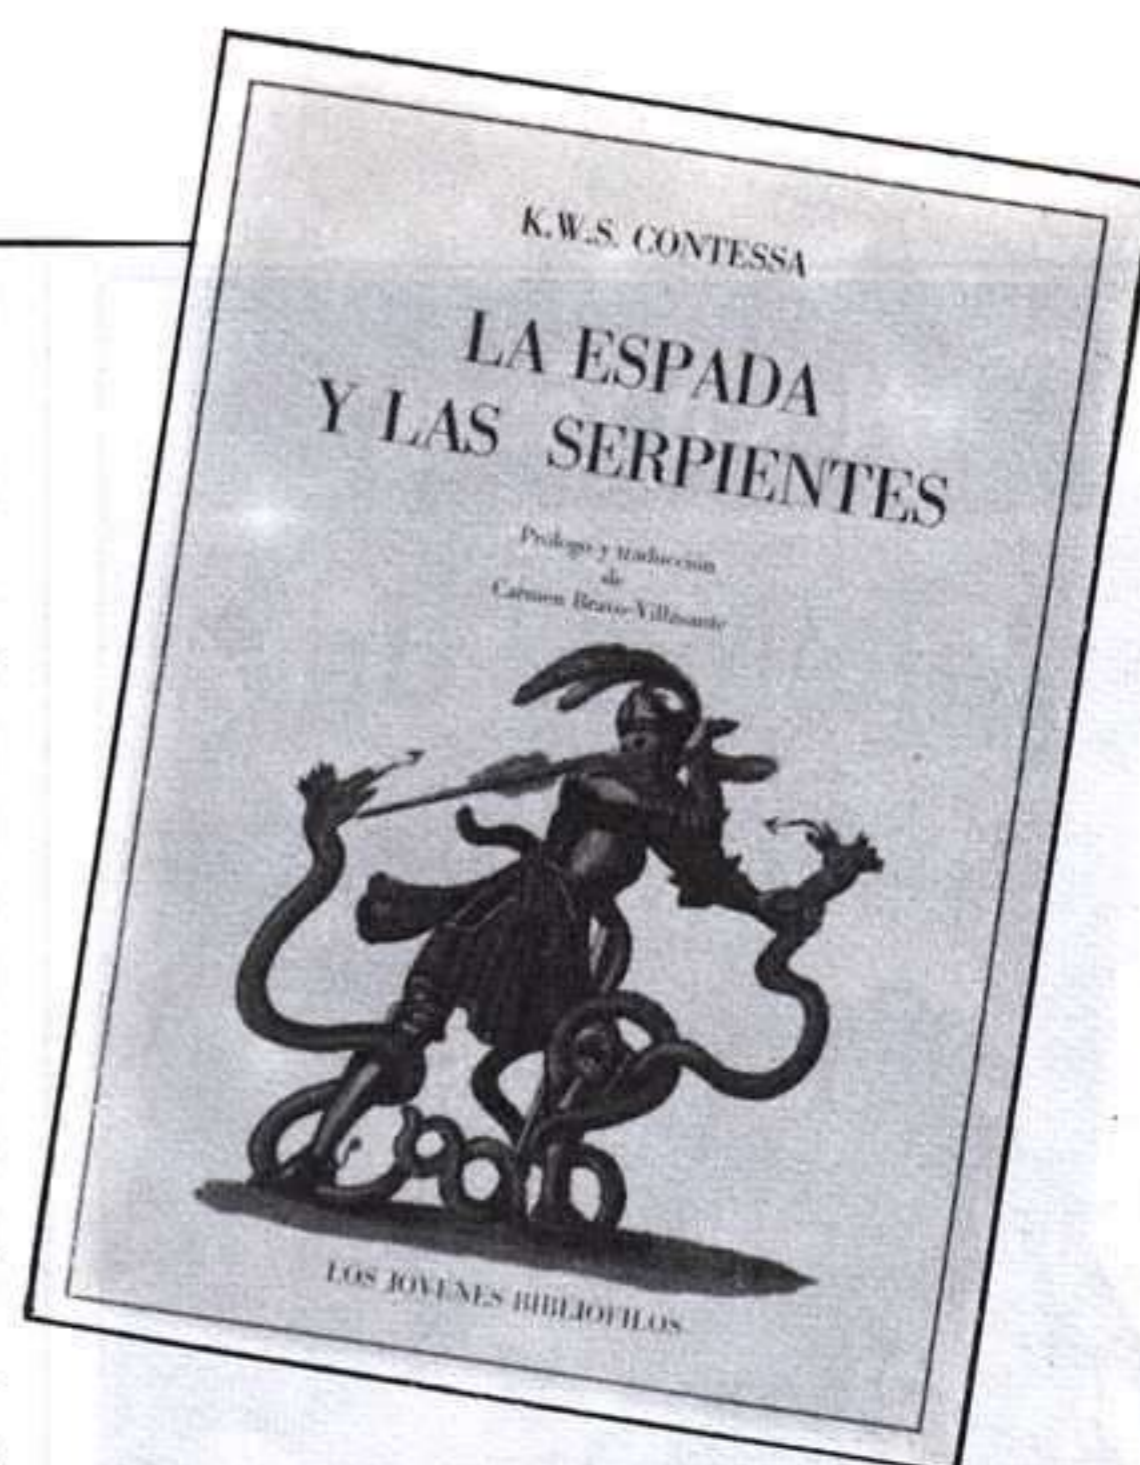 K.W.S. CONTESSA
LA ESPADA
Y LAS SERPIENTES
Prólogo y traducción
de
Carmen Bravo-Villasante
LOS JOVENES BIBLIOFILOS